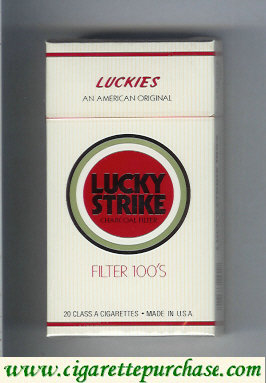 LUCKIES
AN AMERICAN ORIGINAL
LUCKY
STRIKE
CHARCOAL FILTER
FILTER 100'S
20 CLASS A CIGARETTES • MADE IN U.S.A.
www.cigarettepurchase.com